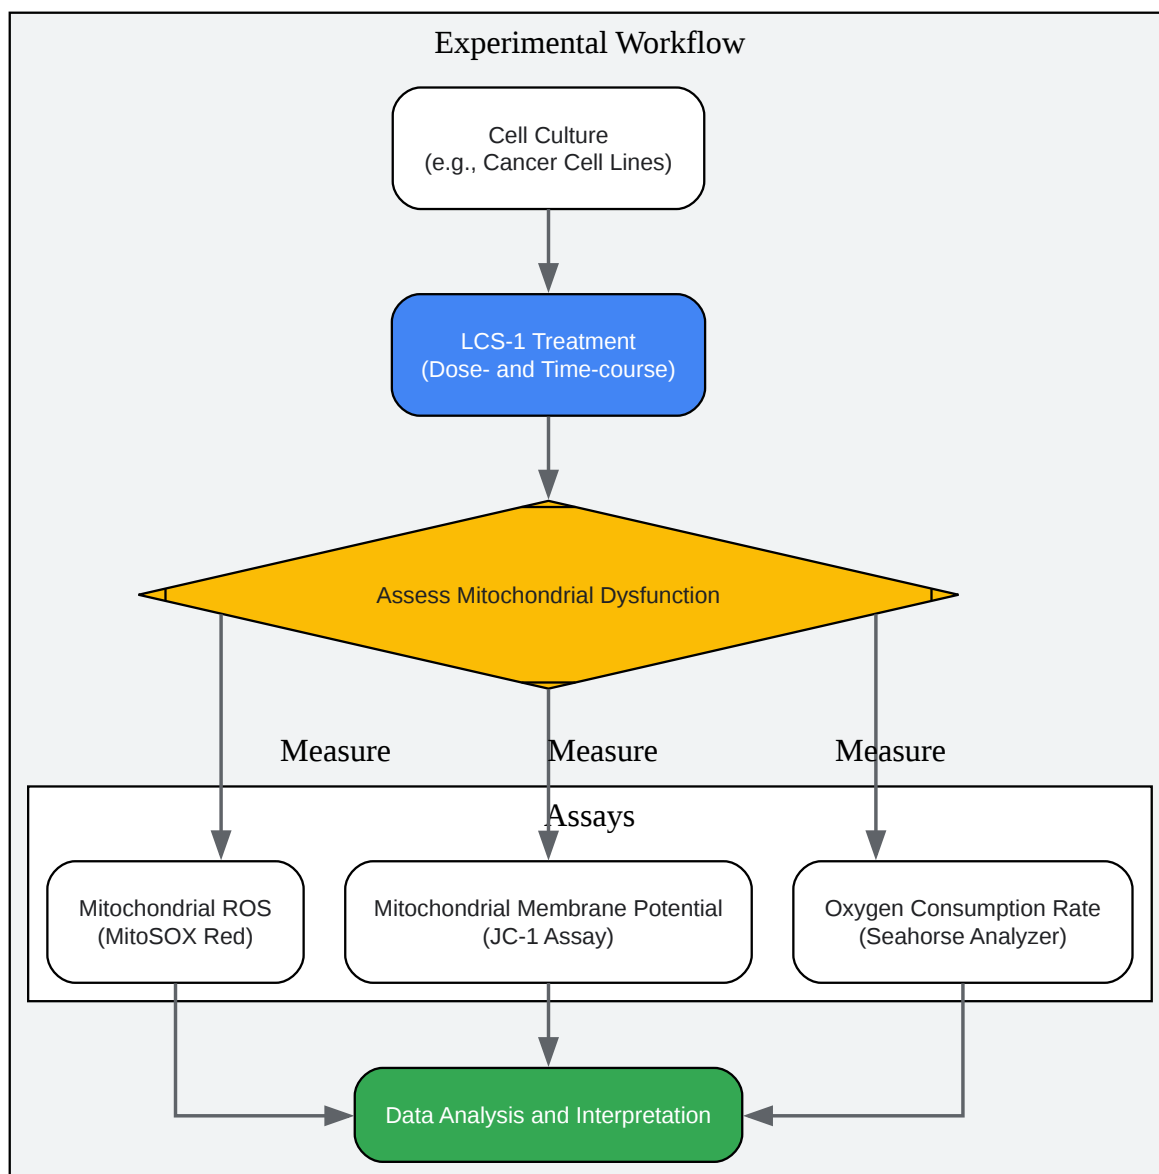 Experimental Workflow
Cell Culture
(e.g., Cancer Cell Lines)
LCS-1 Treatment
(Dose- and Time-course)
Assess Mitochondrial Dysfunction
Measure
Measure
Measure
Assays
Mitochondrial ROS
(MitoSOX Red)
Mitochondrial Membrane Potential
(JC-1 Assay)
Oxygen Consumption Rate
(Seahorse Analyzer)
Data Analysis and Interpretation